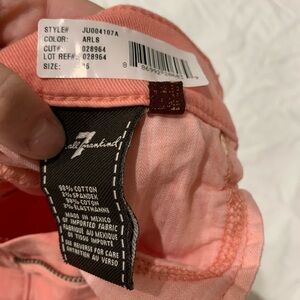 STYLE# JU004107A
COLOR: ARLS
CUT# 028964
LOT REF#: 028964
SIZE:
7
for all mankind
98% COTTON
2% SPANDEX
98% COTON
2% ELASTHANNE
MADE IN MEXICO
OF IMPORTED FABRIC
FABRIQUÉ AU MEXIQUE
DE TISSU IMPORTÉ
SEE REVERSE FOR CARE
ENTRETIEN AU VERSO